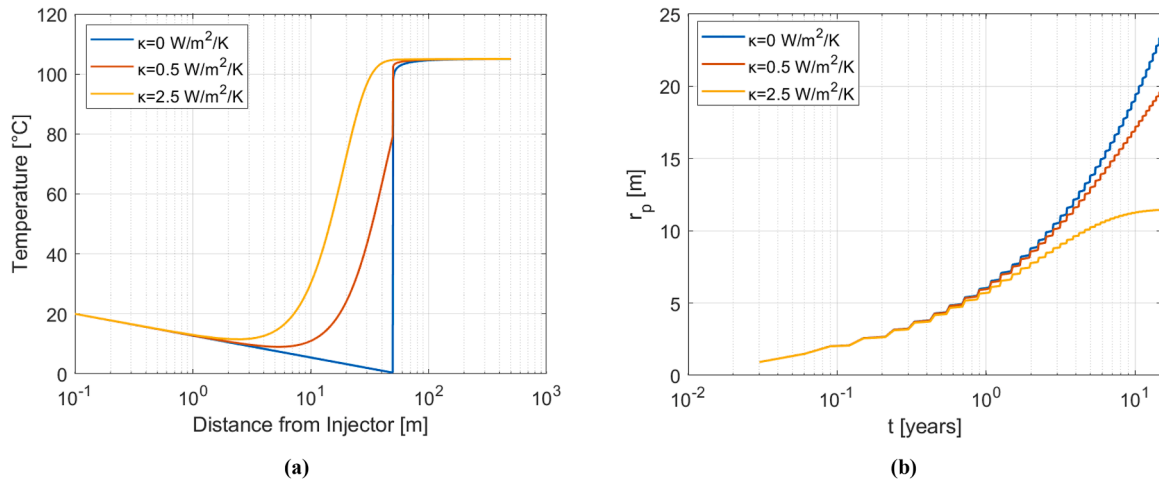 120
100
80
60
40
20
0
Temperature [°C]
κ=0 W/m²/K
κ=0.5 W/m²/K
κ=2.5 W/m²/K
10⁻¹ 10⁰ 10¹ 10² 10³
Distance from Injector [m]
(a)
25
20
15
10
5
0
r_p [m]
κ=0 W/m²/K
κ=0.5 W/m²/K
κ=2.5 W/m²/K
10⁻² 10⁻¹ 10⁰ 10¹
t [years]
(b)